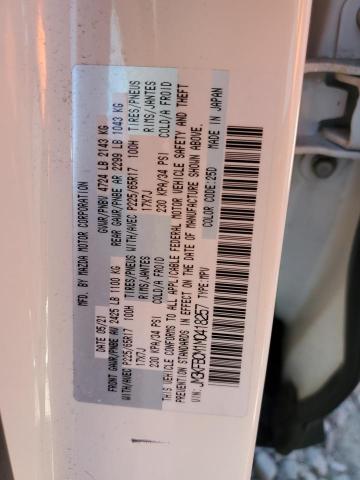 MFD. BY MAZDA MOTOR CORPORATION
DATE 05/21 GVWR/PNBV 4724 LB 2143 KG
FRONT GAWR/PNBE AV 2425 LB 1100 KG REAR GAWR/PNBE AR 2299 LB 1043 KG
WITH/AVEC P225/65R17 100H TIRES/PNEUS WITH/AVEC P225/65R17 100H TIRES/PNEUS
17X7J RIMS/JANTES 17X7J RIMS/JANTES
230 KPA/34 PSI COLD/A FROID 230 KPA/34 PSI COLD/A FROID
THIS VEHICLE CONFORMS TO ALL APPLICABLE FEDERAL MOTOR VEHICLE SAFETY AND THEFT
PREVENTION STANDARDS IN EFFECT ON THE DATE OF MANUFACTURE SHOWN ABOVE.
MADE IN JAPAN
TYPE: MPV COLOR CODE: 25D